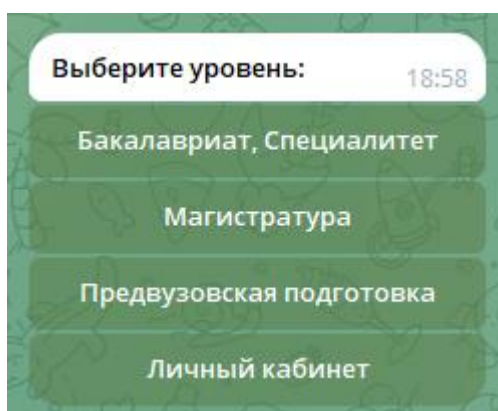 Выберите уровень:
18:58
Бакалавриат, Специалитет
Магистратура
Предвузовская подготовка
Личный кабинет